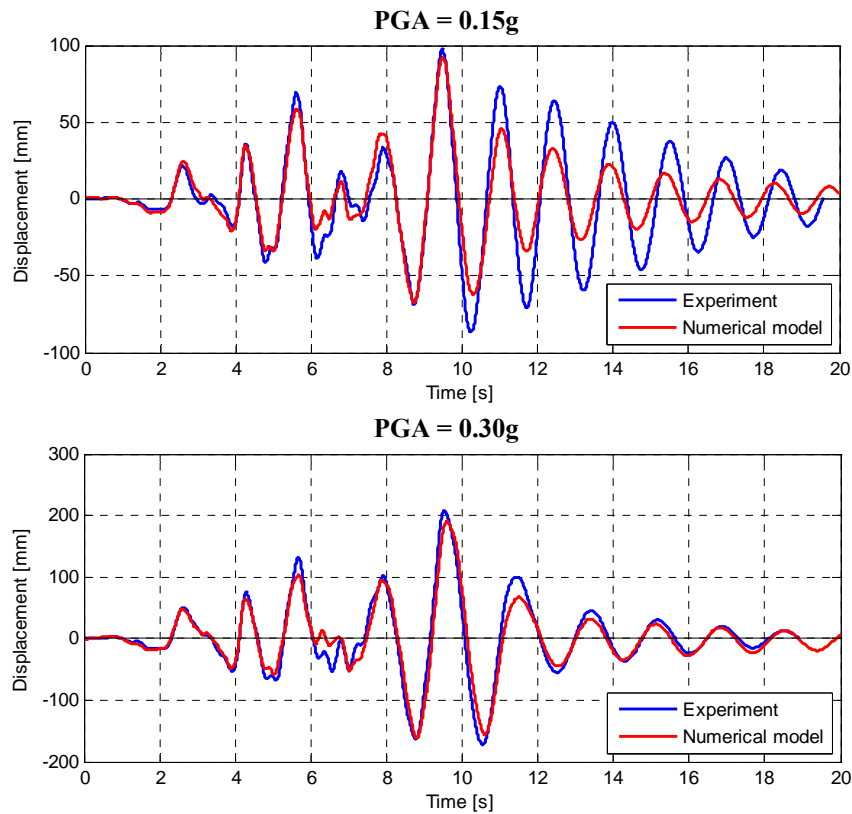 PGA = 0.15g
100
50
0
-50
-100
Displacement [mm]
Experiment
Numerical model
0 2 4 6 8 10 12 14 16 18 20
Time [s]
PGA = 0.30g
300
200
100
0
-100
-200
Displacement [mm]
Experiment
Numerical model
0 2 4 6 8 10 12 14 16 18 20
Time [s]